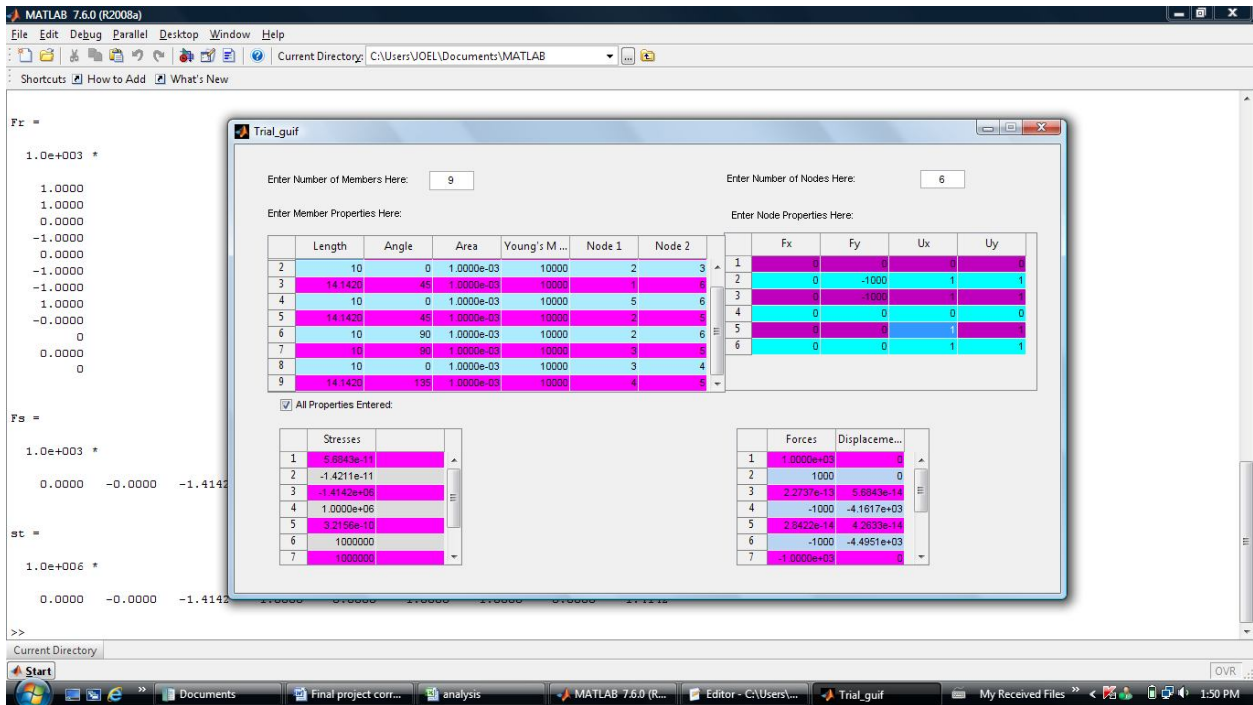 MATLAB 7.6.0 (R2008a)
File Edit Debug Parallel Desktop Window Help
Current Directory: C:\Users\JOEL\Documents\MATLAB
Shortcuts How to Add What's New
Fr =
1.0e+003 *
1.0000
1.0000
0.0000
-1.0000
0.0000
-1.0000
-1.0000
1.0000
-0.0000
0
0.0000
0
Fs =
1.0e+003 *
0.0000 -0.0000 -1.4142
st =
1.0e+006 *
0.0000 -0.0000 -1.4142
>>
Trial_guif
Enter Number of Members Here: 9
Enter Number of Nodes Here: 6
Enter Member Properties Here:
Enter Node Properties Here:
Length Angle Area Young's M ... Node 1 Node 2
2 10 0 1.0000e-03 10000 2 3
3 14.1420 45 1.0000e-03 10000 1 6
4 10 0 1.0000e-03 10000 5 6
5 14.1420 45 1.0000e-03 10000 2 5
6 10 90 1.0000e-03 10000 2 6
7 10 90 1.0000e-03 10000 3 5
8 10 0 1.0000e-03 10000 3 4
9 14.1420 135 1.0000e-03 10000 4 5
Fx Fy Ux Uy
1 0 0 0 0
2 0 -1000 1 1
3 0 -1000 1 1
4 0 0 0 0
5 0 0 1 1
6 0 0 1 1
All Properties Entered:
Stresses
1 5.6843e-11
2 -1.4211e-11
3 -1.4142e+06
4 1.0000e+06
5 3.2156e-10
6 1000000
7 1000000
Forces Displaceme...
1 1.0000e+03 0
2 1000 0
3 2.2737e-13 5.6843e-14
4 -1000 -4.1617e+03
5 2.8422e-14 4.2633e-14
6 -1000 -4.4951e+03
7 -1.0000e+03 0
Current Directory
Start
OVR
Documents Final project corr... analysis MATLAB 7.6.0 (R... Editor - C:\Users\... Trial_guif My Received Files 1:50 PM